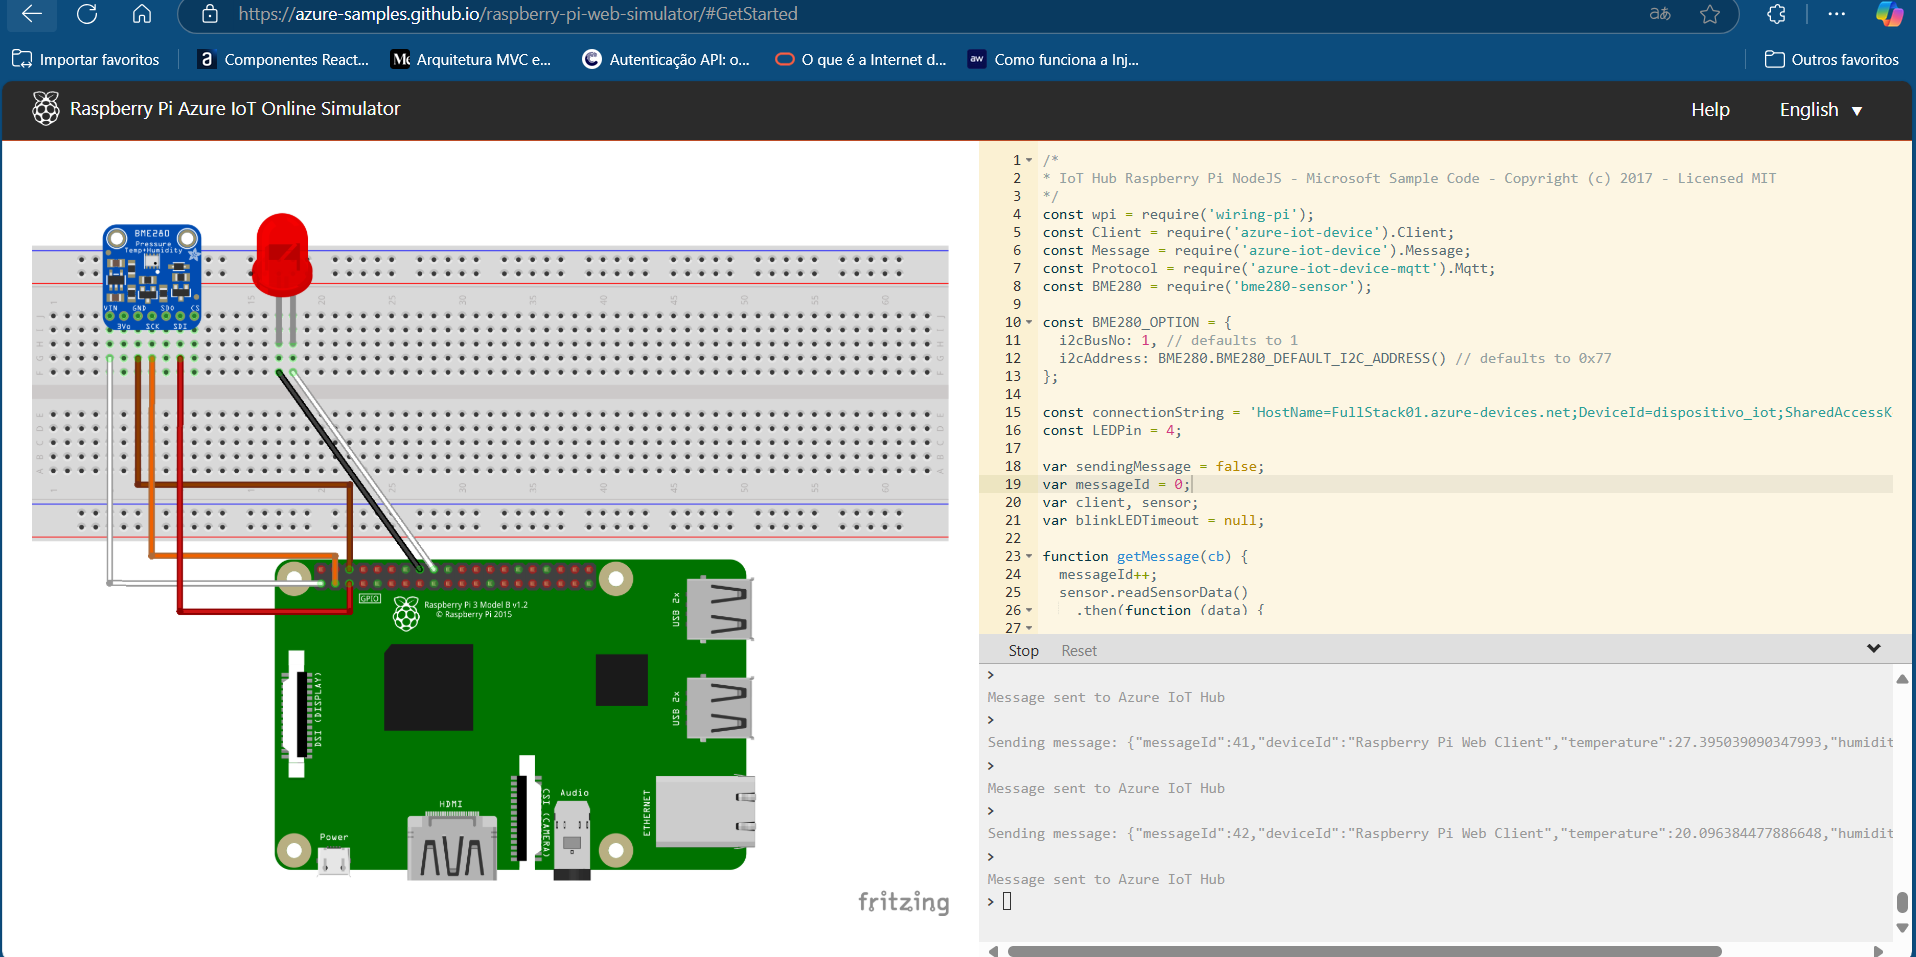 https://azure-samples.github.io/raspberry-pi-web-simulator/#GetStarted
Importar favoritos
Componentes React...
Arquitetura MVC e...
Autenticação API: o...
O que é a Internet d...
Como funciona a Inj...
Outros favoritos
Raspberry Pi Azure IoT Online Simulator
Help
English
BME280
Pressure
Temp+Humidity
VIN GND SDO CS
3Vo SCK SDI
GPIO
Raspberry Pi 3 Model B v1.2
© Raspberry Pi 2015
USB 2x
USB 2x
DSI (DISPLAY)
CSI (CAMERA)
Audio
ETHERNET
HDMI
Power
fritzing
1 /*
2 * IoT Hub Raspberry Pi NodeJS - Microsoft Sample Code - Copyright (c) 2017 - Licensed MIT
3 */
4 const wpi = require('wiring-pi');
5 const Client = require('azure-iot-device').Client;
6 const Message = require('azure-iot-device').Message;
7 const Protocol = require('azure-iot-device-mqtt').Mqtt;
8 const BME280 = require('bme280-sensor');
9
10 const BME280_OPTION = {
11 i2cBusNo: 1, // defaults to 1
12 i2cAddress: BME280.BME280_DEFAULT_I2C_ADDRESS() // defaults to 0x77
13 };
14
15 const connectionString = 'HostName=FullStack01.azure-devices.net;DeviceId=dispositivo_iot;SharedAccessK
16 const LEDPin = 4;
17
18 var sendingMessage = false;
19 var messageId = 0;
20 var client, sensor;
21 var blinkLEDTimeout = null;
22
23 function getMessage(cb) {
24 messageId++;
25 sensor.readSensorData()
26 .then(function (data) {
27
Stop Reset
>
Message sent to Azure IoT Hub
>
Sending message: {"messageId":41,"deviceId":"Raspberry Pi Web Client","temperature":27.395039090347993,"humidit
>
Message sent to Azure IoT Hub
>
Sending message: {"messageId":42,"deviceId":"Raspberry Pi Web Client","temperature":20.096384477886648,"humidit
>
Message sent to Azure IoT Hub
>